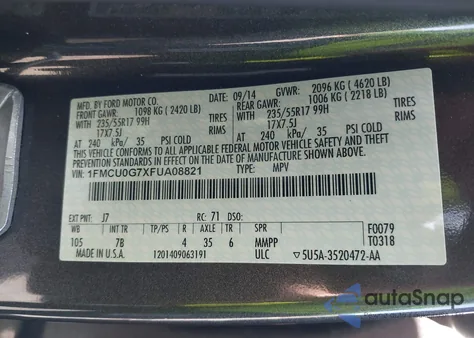 MFD. BY FORD MOTOR CO.
09/14 GVWR: 2096 KG ( 4620 LB)
FRONT GAWR: 1098 KG ( 2420 LB) REAR GAWR: 1006 KG ( 2218 LB)
WITH 235/55R17 99H TIRES WITH 235/55R17 99H TIRES
17X7.5J RIMS 17X7.5J RIMS
AT 240 kPa/ 35 PSI COLD AT 240 kPa/ 35 PSI COLD
THIS VEHICLE CONFORMS TO ALL APPLICABLE FEDERAL MOTOR VEHICLE SAFETY AND THEFT PREVENTION STANDARDS IN EFFECT ON THE DATE OF MANUFACTURE SHOWN ABOVE.
VIN: 1FMCU0G7XFUA08821
TYPE: MPV
EXT PNT: J7 RC: 71 DSO:
WB INT TR TP/PS R AXLE TR SPR F0079
105 7B 4 35 6 MMPP T0318
1201409063191 ULC 5U5A-3520472-AA
autoSnap